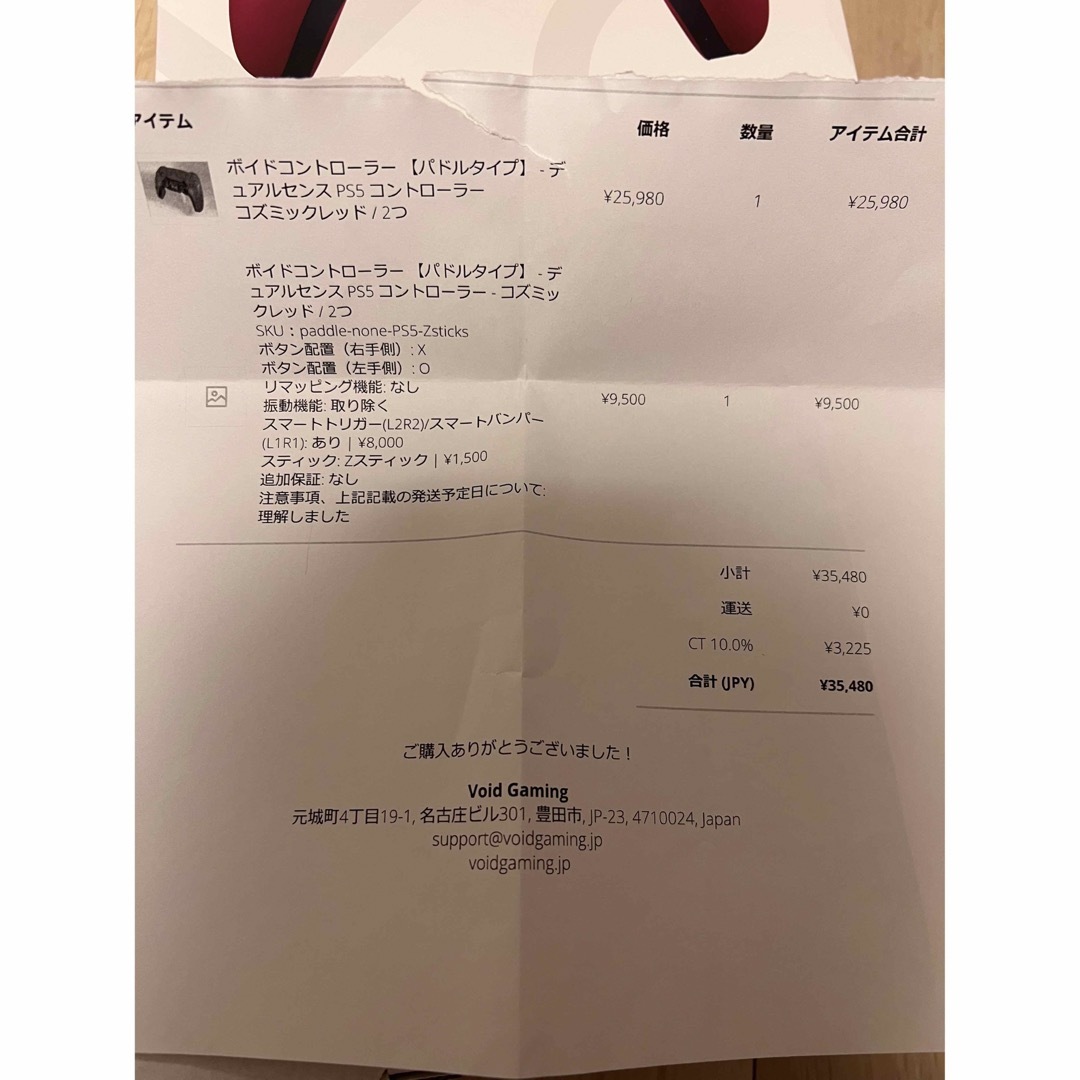 アイテム 価格 数量 アイテム合計
ボイドコントローラー 【パドルタイプ】 - デ
ュアルセンス PS5 コントローラー
コズミックレッド / 2つ
¥25,980 1 ¥25,980
ボイドコントローラー 【パドルタイプ】 - デ
ュアルセンス PS5 コントローラー - コズミッ
クレッド / 2つ
SKU：paddle-none-PS5-Zsticks
ボタン配置（右手側）: X
ボタン配置（左手側）: O
リマッピング機能: なし
振動機能: 取り除く
スマートトリガー(L2R2)/スマートバンパー
(L1R1): あり | ¥8,000
スティック: Zスティック | ¥1,500
追加保証: なし
注意事項、上記記載の発送予定日について:
理解しました
¥9,500 1 ¥9,500
小計 ¥35,480
運送 ¥0
CT 10.0% ¥3,225
合計 (JPY) ¥35,480
ご購入ありがとうございました！
Void Gaming
元城町4丁目19-1, 名古庄ビル301, 豊田市, JP-23, 4710024, Japan
support@voidgaming.jp
voidgaming.jp